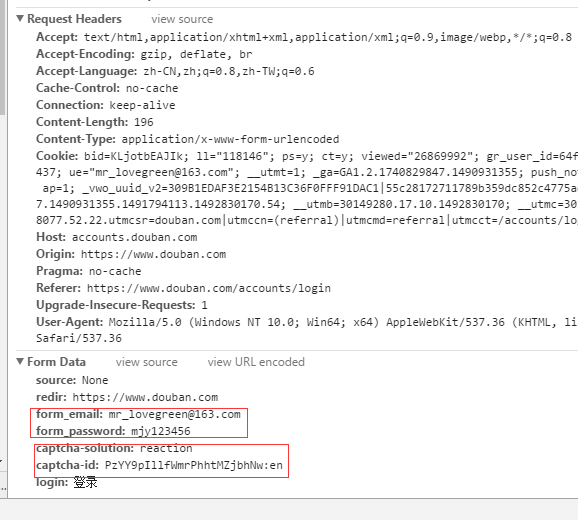 Request Headers view source
Accept: text/html,application/xhtml+xml,application/xml;q=0.9,image/webp,*/*;q=0.8
Accept-Encoding: gzip, deflate, br
Accept-Language: zh-CN,zh;q=0.8,zh-TW;q=0.6
Cache-Control: no-cache
Connection: keep-alive
Content-Length: 196
Content-Type: application/x-www-form-urlencoded
Cookie: bid=KLjotbEAJIk; ll="118146"; ps=y; ct=y; viewed="26869992"; gr_user_id=64f
437; ue="mr_lovegreen@163.com"; __utmt=1; _ga=GA1.2.1740829847.1490931355; push_no
ap=1; _vwo_uuid_v2=309B1EDAF3E2154B13C36F0FFF91DAC1|55c28172711789b359dc852c4775a
7.1490931355.1491794113.1492830170.54; __utmb=30149280.17.10.1492830170; __utmc=30
8077.52.22.utmcsr=douban.com|utmccn=(referral)|utmcmd=referral|utmcct=/accounts/lo
Host: accounts.douban.com
Origin: https://www.douban.com
Pragma: no-cache
Referer: https://www.douban.com/accounts/login
Upgrade-Insecure-Requests: 1
User-Agent: Mozilla/5.0 (Windows NT 10.0; Win64; x64) AppleWebKit/537.36 (KHTML, li
Safari/537.36
Form Data view source view URL encoded
source: None
redir: https://www.douban.com
form_email: mr_lovegreen@163.com
form_password: mjy123456
captcha-solution: reaction
captcha-id: PzYY9pIllfWmrPhhtMZjbhNw:en
login: 登录